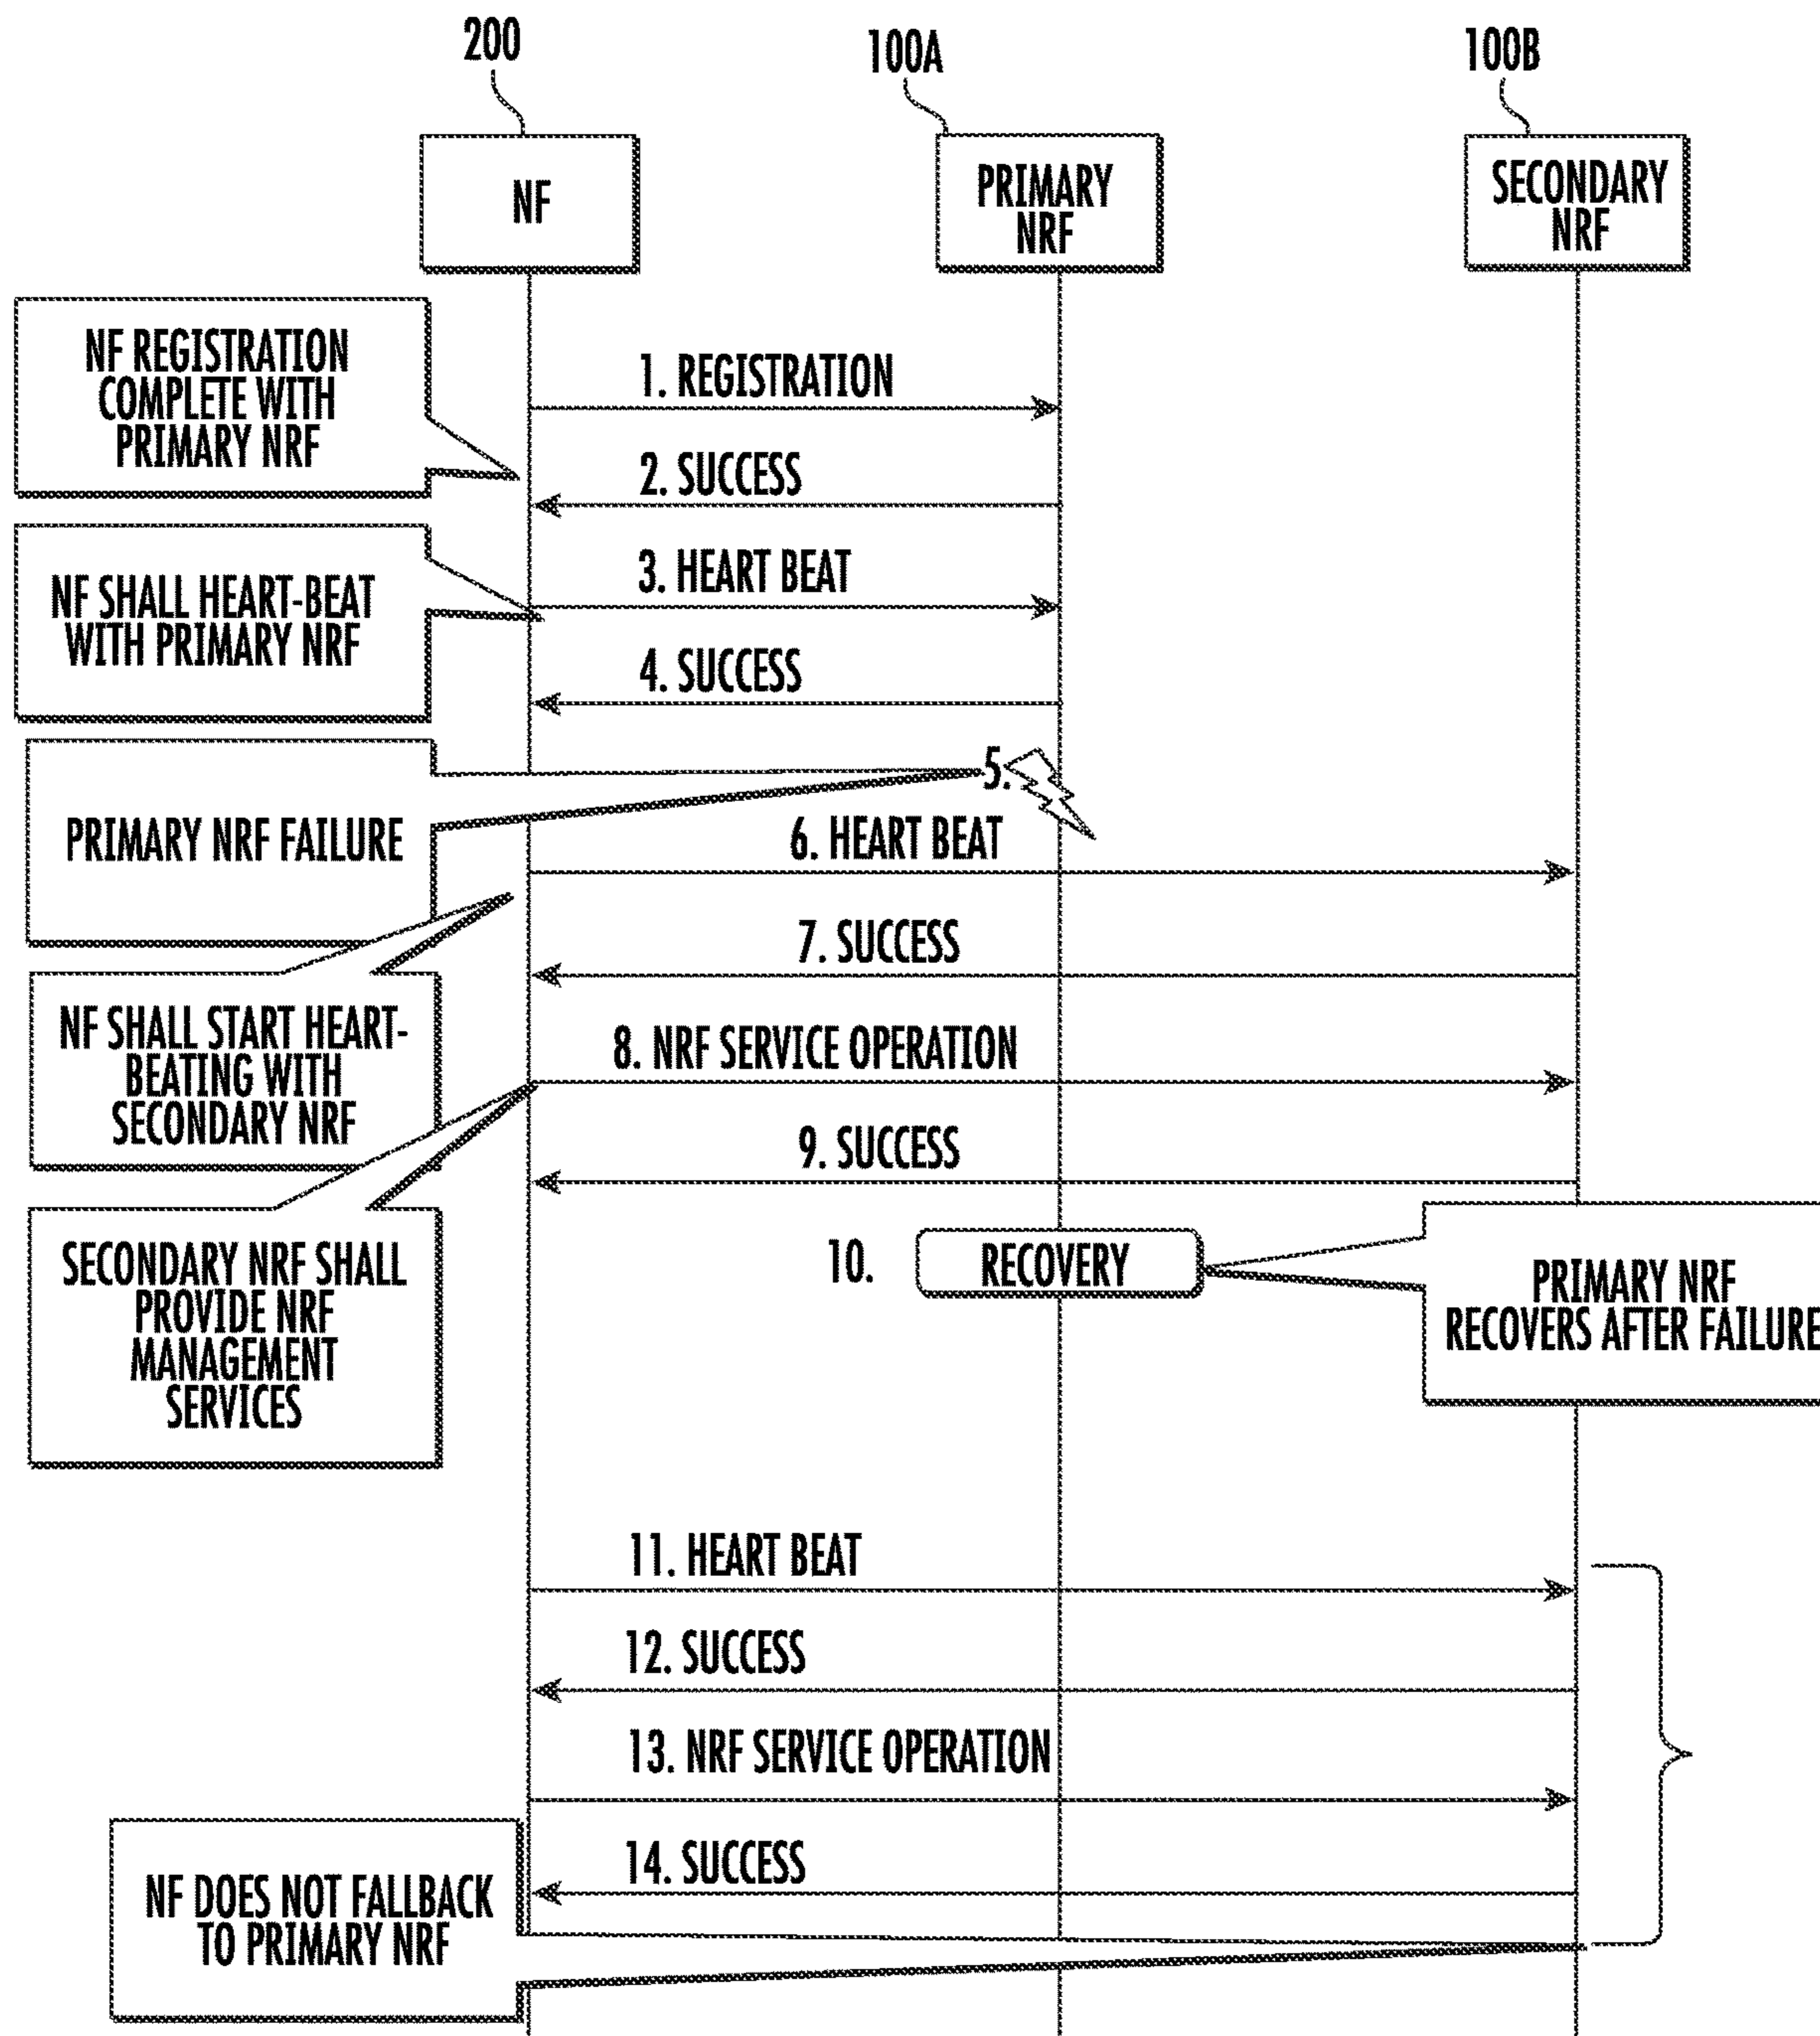 200
100A
100B
NF
PRIMARY
NRF
SECONDARY
NRF
NF REGISTRATION
COMPLETE WITH
PRIMARY NRF
1. REGISTRATION
2. SUCCESS
NF SHALL HEART-BEAT
WITH PRIMARY NRF
3. HEART BEAT
4. SUCCESS
PRIMARY NRF FAILURE
5.
6. HEART BEAT
7. SUCCESS
NF SHALL START HEART-
BEATING WITH
SECONDARY NRF
8. NRF SERVICE OPERATION
9. SUCCESS
SECONDARY NRF SHALL
PROVIDE NRF
MANAGEMENT
SERVICES
10.
RECOVERY
PRIMARY NRF
RECOVERS AFTER FAILURE
11. HEART BEAT
12. SUCCESS
13. NRF SERVICE OPERATION
14. SUCCESS
NF DOES NOT FALLBACK
TO PRIMARY NRF